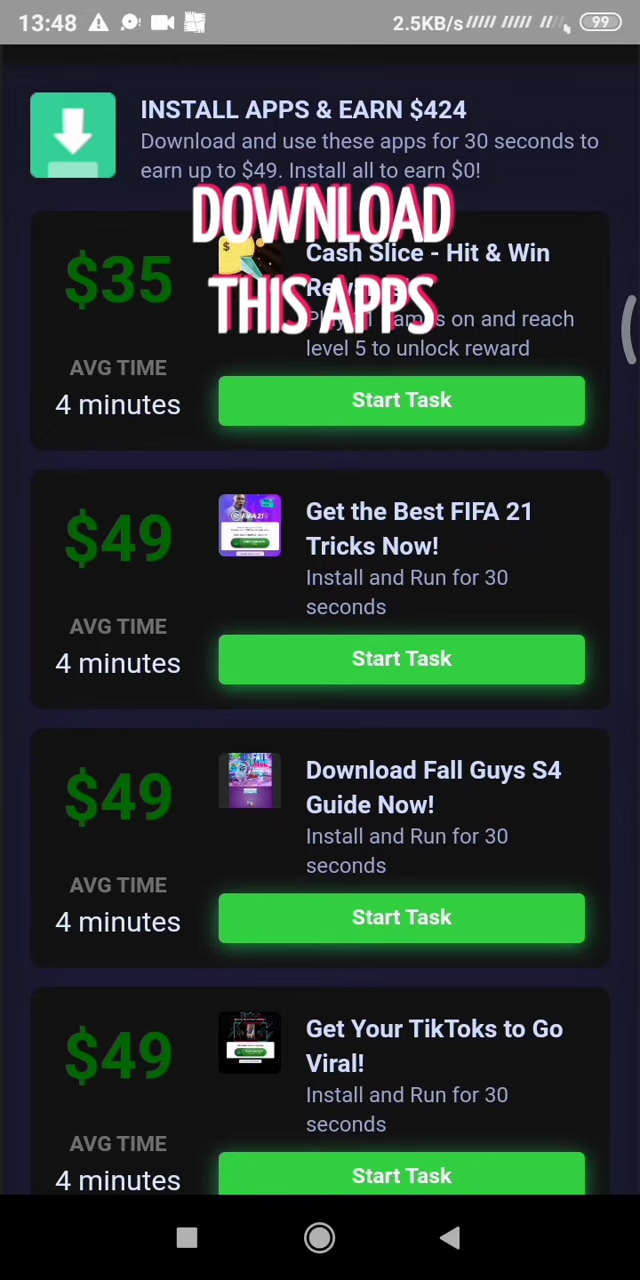 13:48
2.5KB/s
99
INSTALL APPS & EARN $424
Download and use these apps for 30 seconds to
earn up to $49. Install all to earn $0!
DOWNLOAD
THIS APPS
$35
Cash Slice - Hit & Win
games on and reach
level 5 to unlock reward
AVG TIME
4 minutes
Start Task
$49
Get the Best FIFA 21
Tricks Now!
Install and Run for 30
seconds
AVG TIME
4 minutes
Start Task
$49
Download Fall Guys S4
Guide Now!
Install and Run for 30
seconds
AVG TIME
4 minutes
Start Task
$49
Get Your TikToks to Go
Viral!
Install and Run for 30
seconds
AVG TIME
4 minutes
Start Task